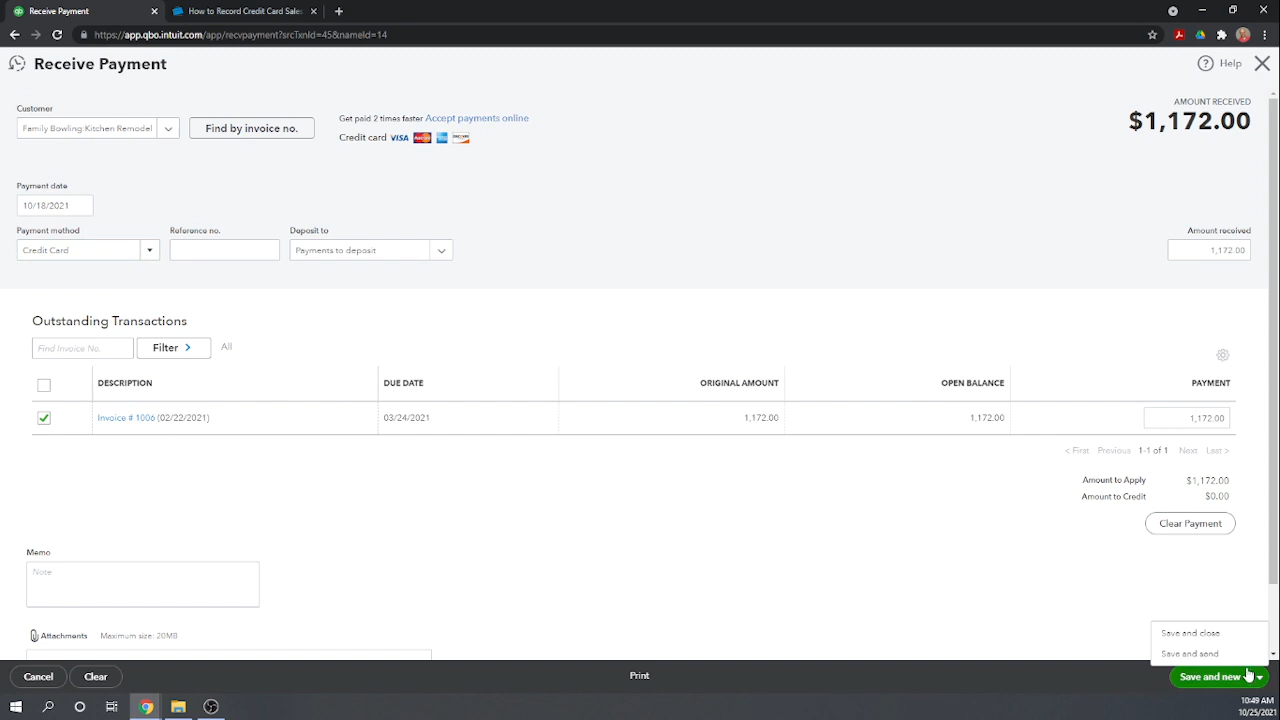 Receive Payment
How to Record Credit Card Sales
https://app.qbo.intuit.com/app/recvpayment?srcTxnId=45&nameId=14
Receive Payment
Help
Customer
Family Bowling:Kitchen Remodel
Find by invoice no.
Get paid 2 times faster Accept payments online
Credit card VISA
AMOUNT RECEIVED
$1,172.00
Payment date
10/18/2021
Payment method
Reference no.
Deposit to
Amount received
Credit Card
Payments to deposit
1,172.00
Outstanding Transactions
Find Invoice No.
Filter >
All
DESCRIPTION
DUE DATE
ORIGINAL AMOUNT
OPEN BALANCE
PAYMENT
Invoice # 1006 (02/22/2021)
03/24/2021
1,172.00
1,172.00
1,172.00
< First Previous 1-1 of 1 Next Last >
Amount to Apply $1,172.00
Amount to Credit $0.00
Clear Payment
Memo
Note
Attachments Maximum size: 20MB
Save and close
Save and send
Cancel
Clear
Print
Save and new
10:49 AM
10/25/2021